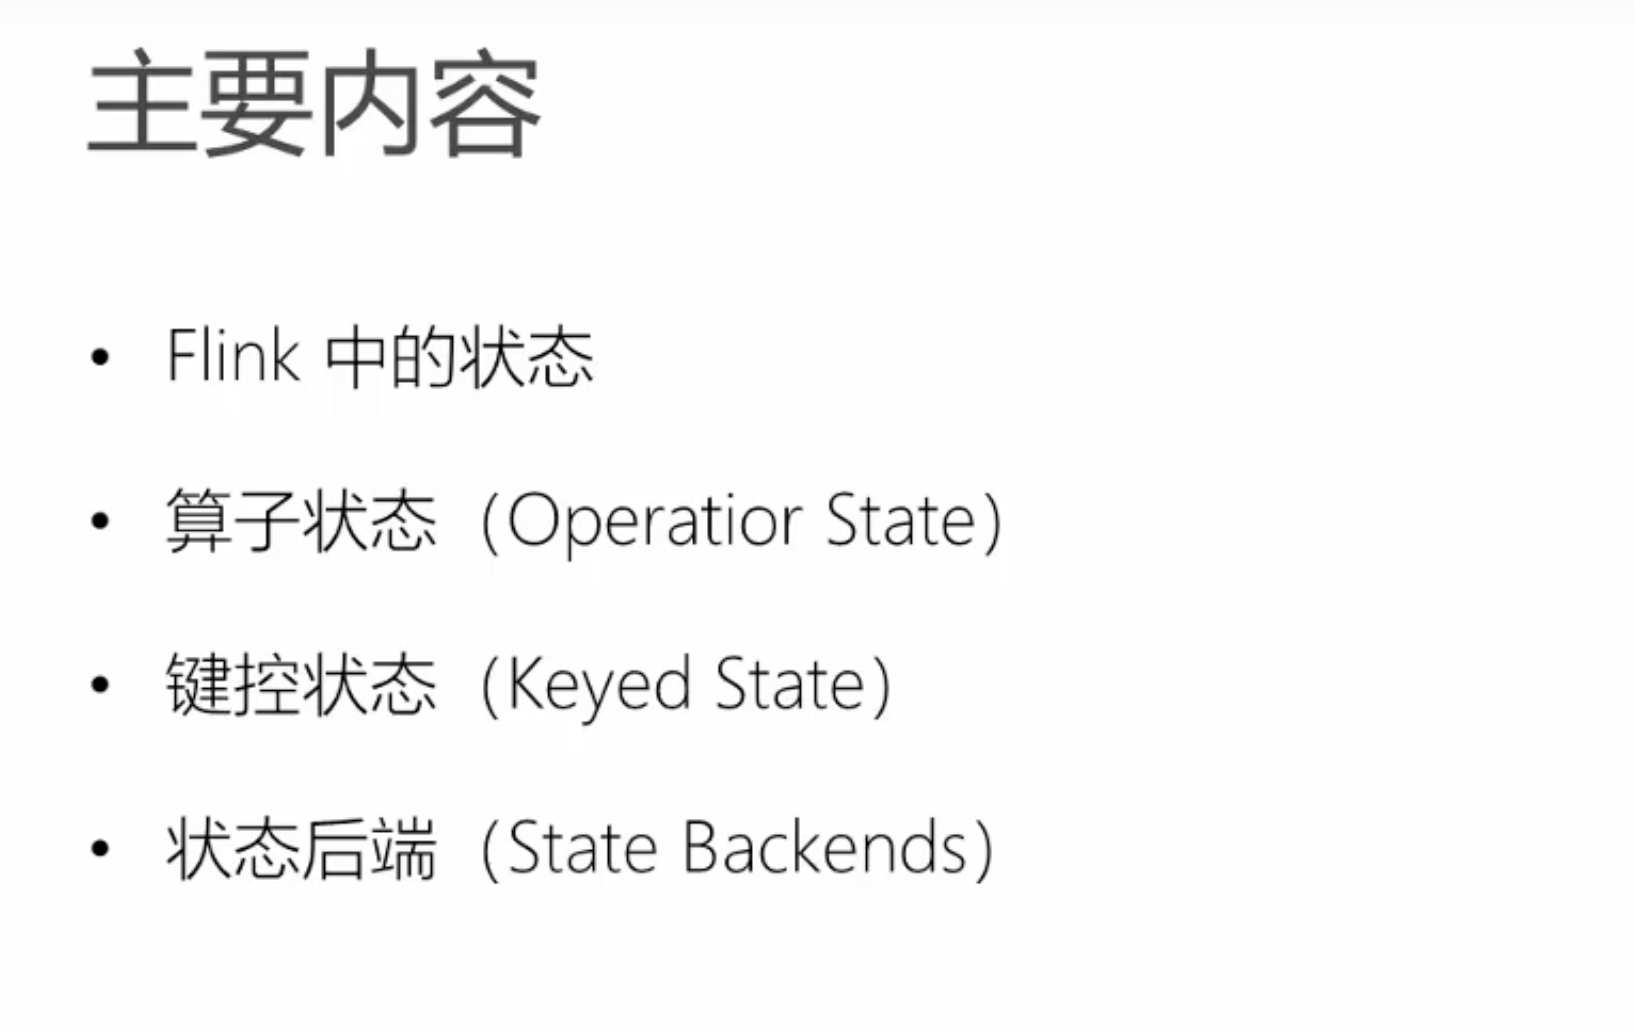 主要内容
• Flink 中的状态
• 算子状态（Operatior State）
• 键控状态（Keyed State）
• 状态后端（State Backends）